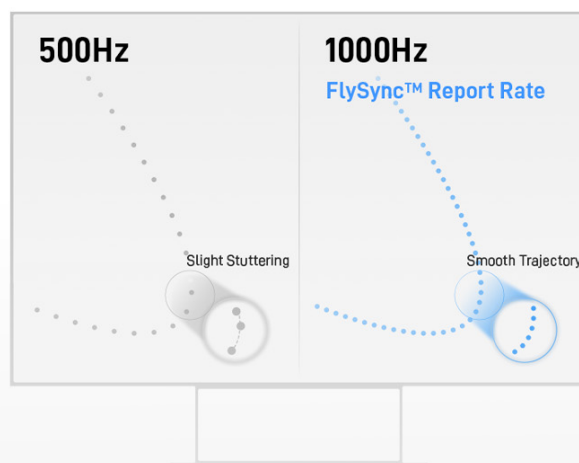 500Hz
1000Hz
FlySync™ Report Rate
Slight Stuttering
Smooth Trajectory